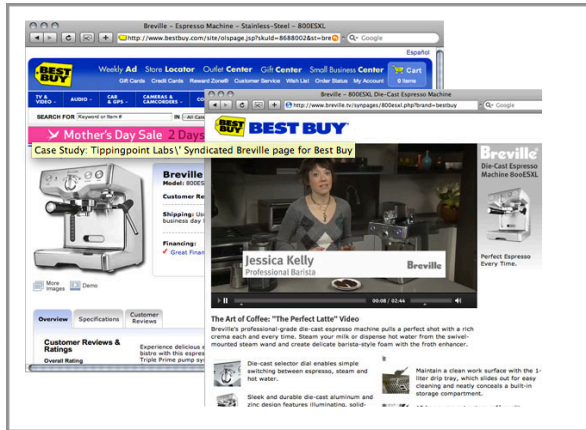 Breville - Espresso Machine - Stainless-Steel - 800ESXL
http://www.bestbuy.com/site/olspage.jsp?skuId=8688002&st=bre
Google
Español
BEST BUY
Weekly Ad Store Locator Outlet Center Gift Center Small Business Center Cart
Gift Cards Credit Cards Reward Zone® Customer Service Wish List Order Status My Account 0 items
TV & VIDEO
AUDIO
CAR & GPS
CAMERAS & CAMCORDERS
SEARCH FOR Keyword or Item # IN
Mother's Day Sale 2 Days
Case Study: Tippingpoint Labs\' Syndicated Breville page for Best Buy
Breville
Model: 800ES
Customer Re
Shipping: Us
business day
Financing:
Great Finan
More Images
Demo
Overview
Specifications
Customer Reviews
Customer Reviews & Ratings
Overall Rating
Experience delicious
bistro with this espres
Triple Prime pump sy
Breville 800ESXL Die-Cast Espresso Machine
http://www.breville.tv/synpages/800esxl.php?brand=bestbuy
Google
BEST BUY
BEST BUY
Breville
Die-Cast Espresso
Machine 800ESXL
Jessica Kelly
Professional Barista
Breville
Perfect Espresso
Every Time.
00:08 / 02:44
The Art of Coffee: "The Perfect Latte" Video
Breville's professional-grade die-cast espresso machine pulls a perfect shot with a rich
crema each and every time. Steam your milk or dispense hot water from the swivel-
mounted steam wand and create delicate barista-style foam with the froth enhancer.
Die-cast selector dial enables simple
switching between espresso, steam and
hot water.
Sleek and durable die-cast aluminum and
zinc design features illuminating, solid-
Maintain a clean work surface with the 1-
liter drip tray, which slides out for easy
cleaning and neatly conceals a built-in
storage compartment.